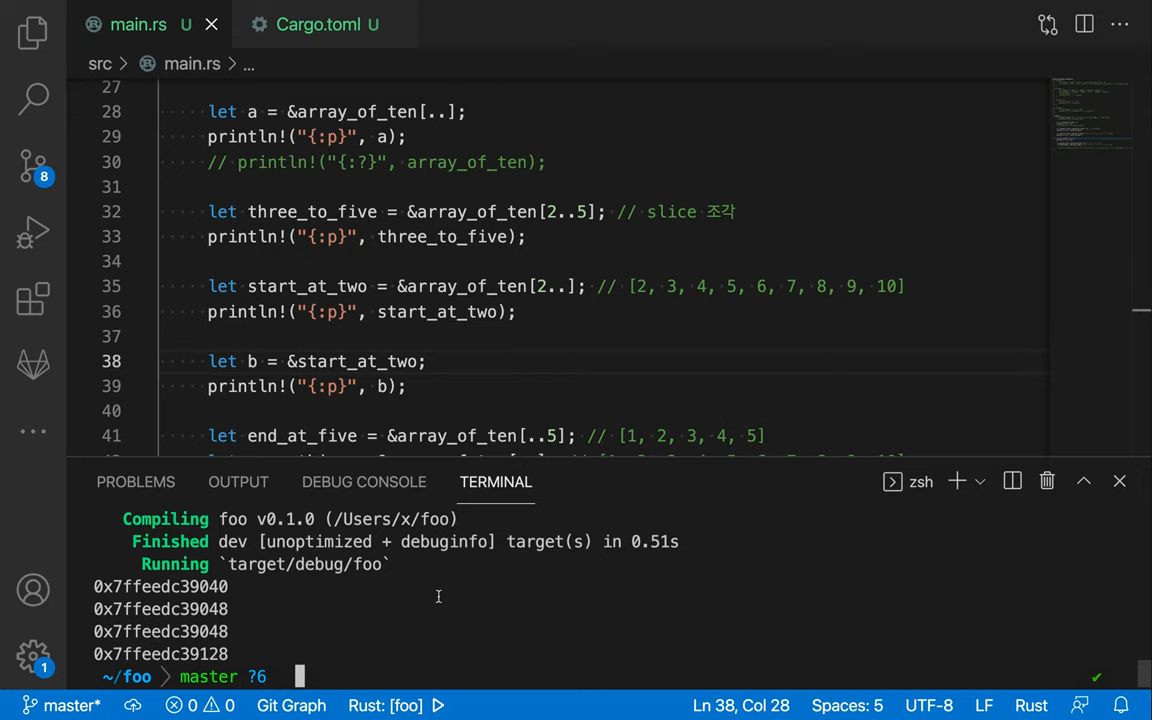 main.rs U Cargo.toml U
src > main.rs > ...
27
28 let a = &array_of_ten[..];
29 println!("{:p}", a);
30 // println!("{:?}", array_of_ten);
31
32 let three_to_five = &array_of_ten[2..5]; // slice 조각
33 println!("{:p}", three_to_five);
34
35 let start_at_two = &array_of_ten[2..]; // [2, 3, 4, 5, 6, 7, 8, 9, 10]
36 println!("{:p}", start_at_two);
37
38 let b = &start_at_two;
39 println!("{:p}", b);
40
41 let end_at_five = &array_of_ten[..5]; // [1, 2, 3, 4, 5]
8
PROBLEMS OUTPUT DEBUG CONSOLE TERMINAL zsh
Compiling foo v0.1.0 (/Users/x/foo)
Finished dev [unoptimized + debuginfo] target(s) in 0.51s
Running `target/debug/foo`
0x7ffeedc39040
0x7ffeedc39048
0x7ffeedc39048
0x7ffeedc39128
~/foo > master ?6
1
master* 0 0 Git Graph Rust: [foo] Ln 38, Col 28 Spaces: 5 UTF-8 LF Rust